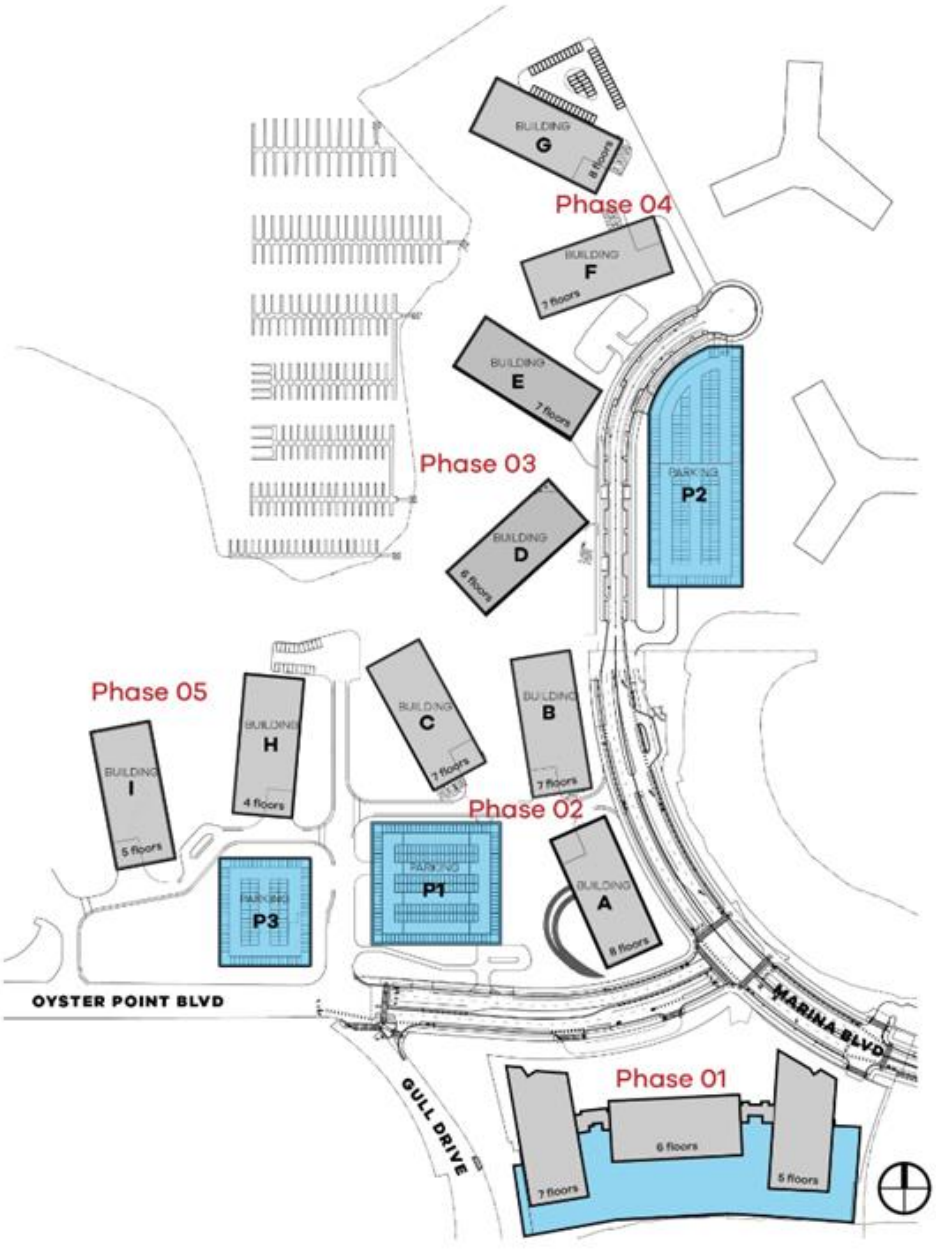 BUILDING
G
8 floors
Phase 04
BUILDING
F
7 floors
BUILDING
E
7 floors
Phase 03
PARKING
P2
BUILDING
D
6 floors
Phase 05
BUILDING
H
4 floors
BUILDING
I
5 floors
BUILDING
C
7 floors
BUILDING
B
7 floors
Phase 02
PARKING
P3
PARKING
P1
BUILDING
A
8 floors
OYSTER POINT BLVD
MARINA BLVD
GULL DRIVE
Phase 01
7 floors
6 floors
5 floors